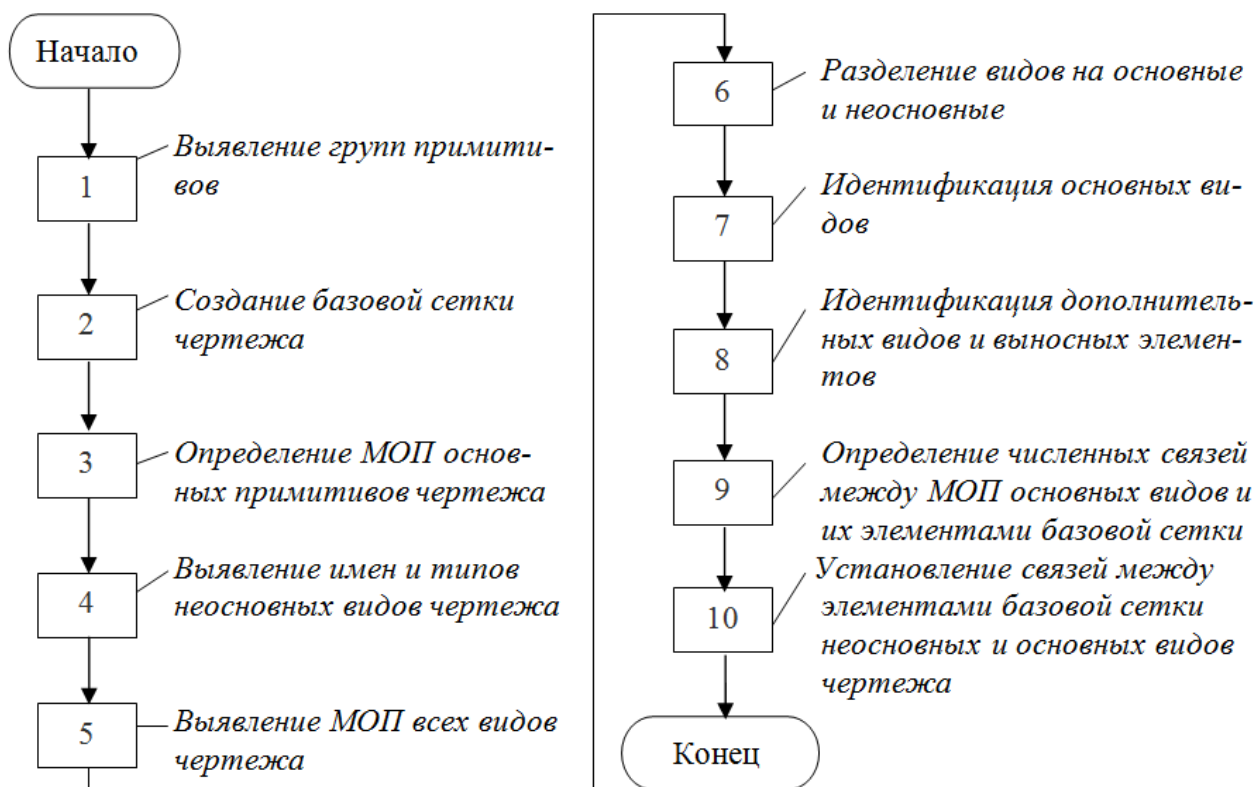 Начало
1
Выявление групп примити-
вов
2
Создание базовой сетки
чертежа
3
Определение МОП основ-
ных примитивов чертежа
4
Выявление имен и типов
неосновных видов чертежа
5
Выявление МОП всех видов
чертежа
6
Разделение видов на основные
и неосновные
7
Идентификация основных ви-
дов
8
Идентификация дополнитель-
ных видов и выносных элемен-
тов
9
Определение численных связей
между МОП основных видов и
их элементами базовой сетки
10
Установление связей между
элементами базовой сетки
неосновных и основных видов
чертежа
Конец